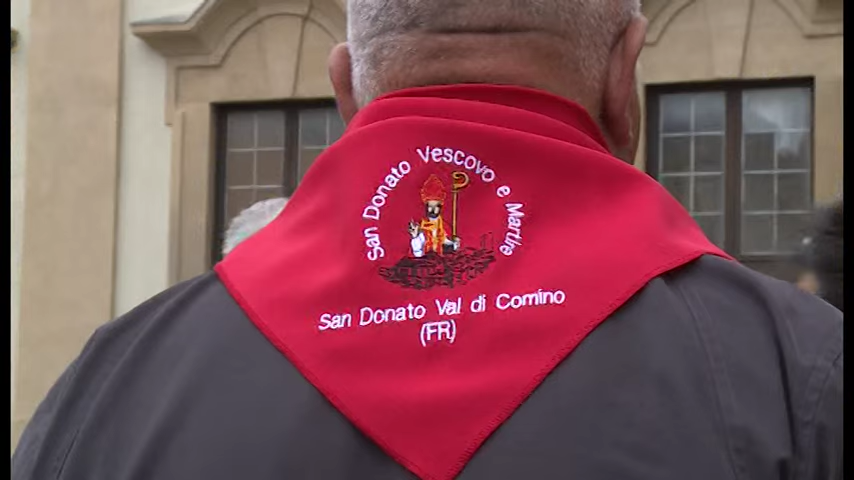 San Donato Vescovo e Martire
San Donato Val di Comino
(FR)